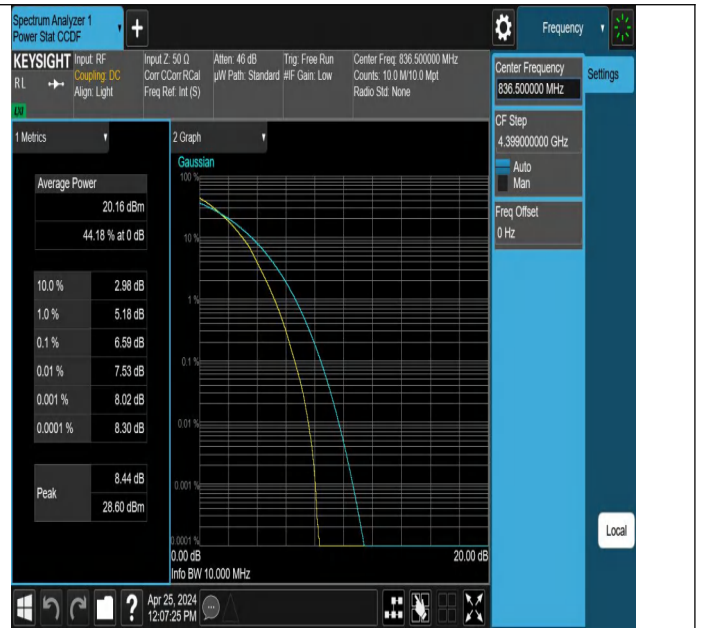 Spectrum Analyzer 1
Power Stat CCDF
+
Frequency
KEYSIGHT
RL
LXI
Input: RF
Coupling: DC
Align: Light
Input Z: 50 Ω
Corr CCorr RCal
Freq Ref: Int (S)
Atten: 46 dB
µW Path: Standard
Trig: Free Run
#IF Gain: Low
Center Freq: 836.500000 MHz
Counts: 10.0 M/10.0 Mpt
Radio Std: None
Center Frequency
836.500000 MHz
Settings
CF Step
4.399000000 GHz
Auto
Man
Freq Offset
0 Hz
Local
1 Metrics
Average Power
20.16 dBm
44.18 % at 0 dB
10.0 % 2.98 dB
1.0 % 5.18 dB
0.1 % 6.59 dB
0.01 % 7.53 dB
0.001 % 8.02 dB
0.0001 % 8.30 dB
Peak
8.44 dB
28.60 dBm
2 Graph
Gaussian
100 %
10 %
1 %
0.1 %
0.01 %
0.001 %
0.0001 %
0.00 dB 20.00 dB
Info BW 10.000 MHz
?
Apr 25, 2024
12:07:25 PM